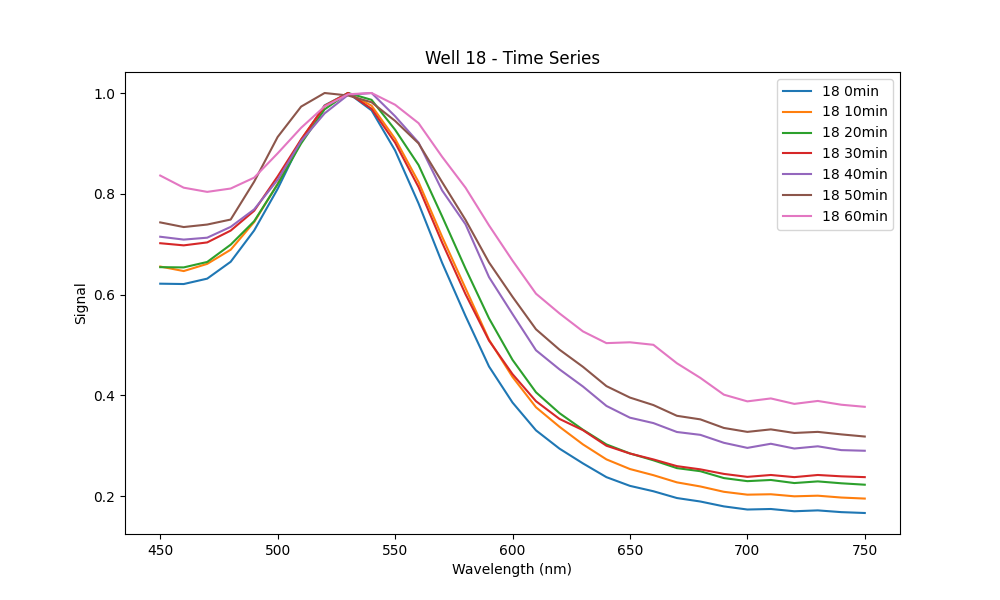 Well 18 - Time Series
Signal
1.0
0.8
0.6
0.4
0.2
18 0min
18 10min
18 20min
18 30min
18 40min
18 50min
18 60min
450 500 550 600 650 700 750
Wavelength (nm)